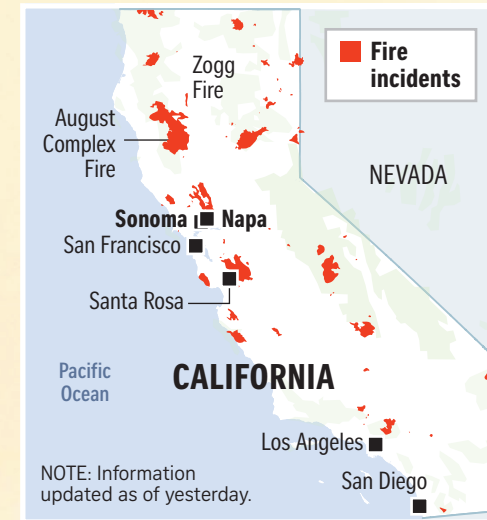 Fire
incidents
Zogg
Fire
August
Complex
Fire
NEVADA
Sonoma
Napa
San Francisco
Santa Rosa
Pacific
Ocean
CALIFORNIA
Los Angeles
San Diego
NOTE: Information
updated as of yesterday.